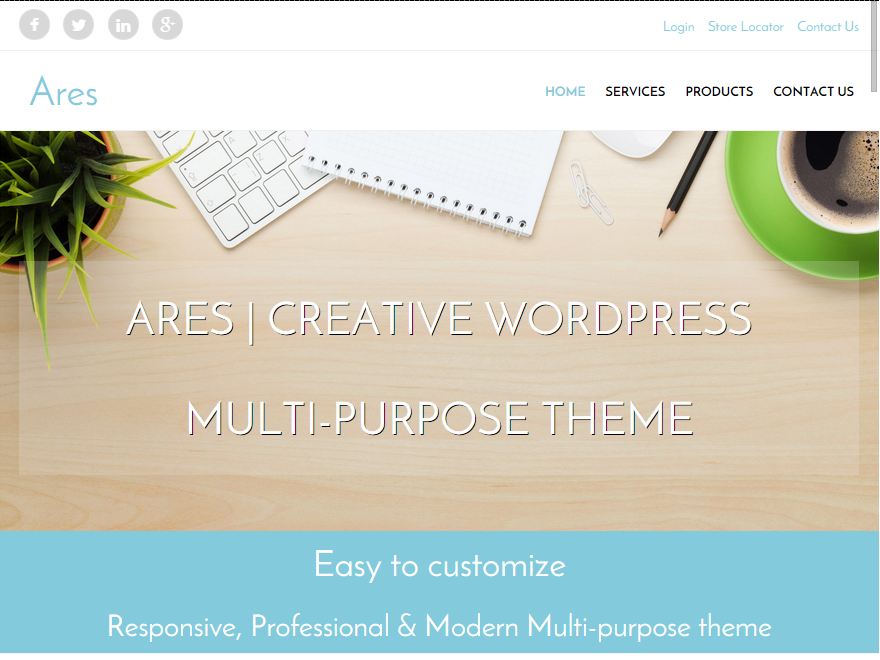 Login Store Locator Contact Us
Ares
HOME SERVICES PRODUCTS CONTACT US
ARES | CREATIVE WORDPRESS
MULTI-PURPOSE THEME
Easy to customize
Responsive, Professional & Modern Multi-purpose theme